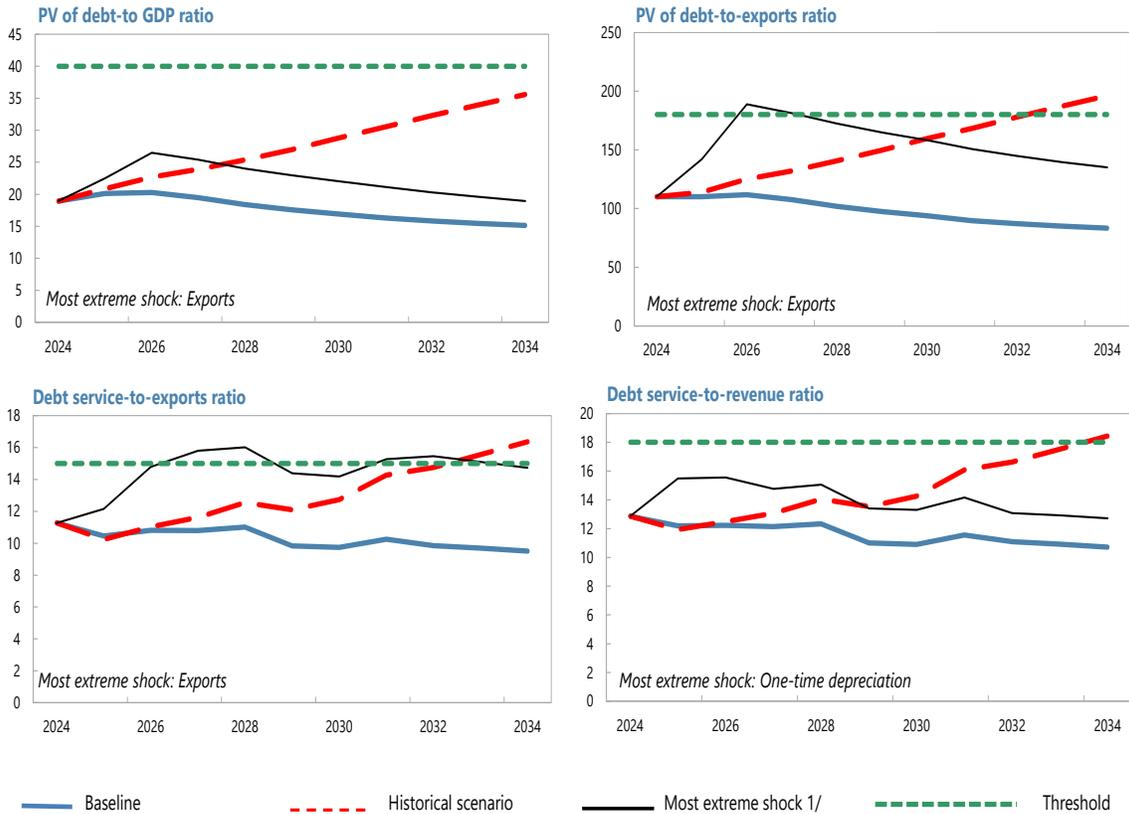 PV of debt-to GDP ratio
45
40
35
30
25
20
15
10
5
0
Most extreme shock: Exports
2024 2026 2028 2030 2032 2034
PV of debt-to-exports ratio
250
200
150
100
50
0
Most extreme shock: Exports
2024 2026 2028 2030 2032 2034
Debt service-to-exports ratio
18
16
14
12
10
8
6
4
2
0
Most extreme shock: Exports
2024 2026 2028 2030 2032 2034
Debt service-to-revenue ratio
20
18
16
14
12
10
8
6
4
2
0
Most extreme shock: One-time depreciation
2024 2026 2028 2030 2032 2034
Baseline Historical scenario Most extreme shock 1/ Threshold